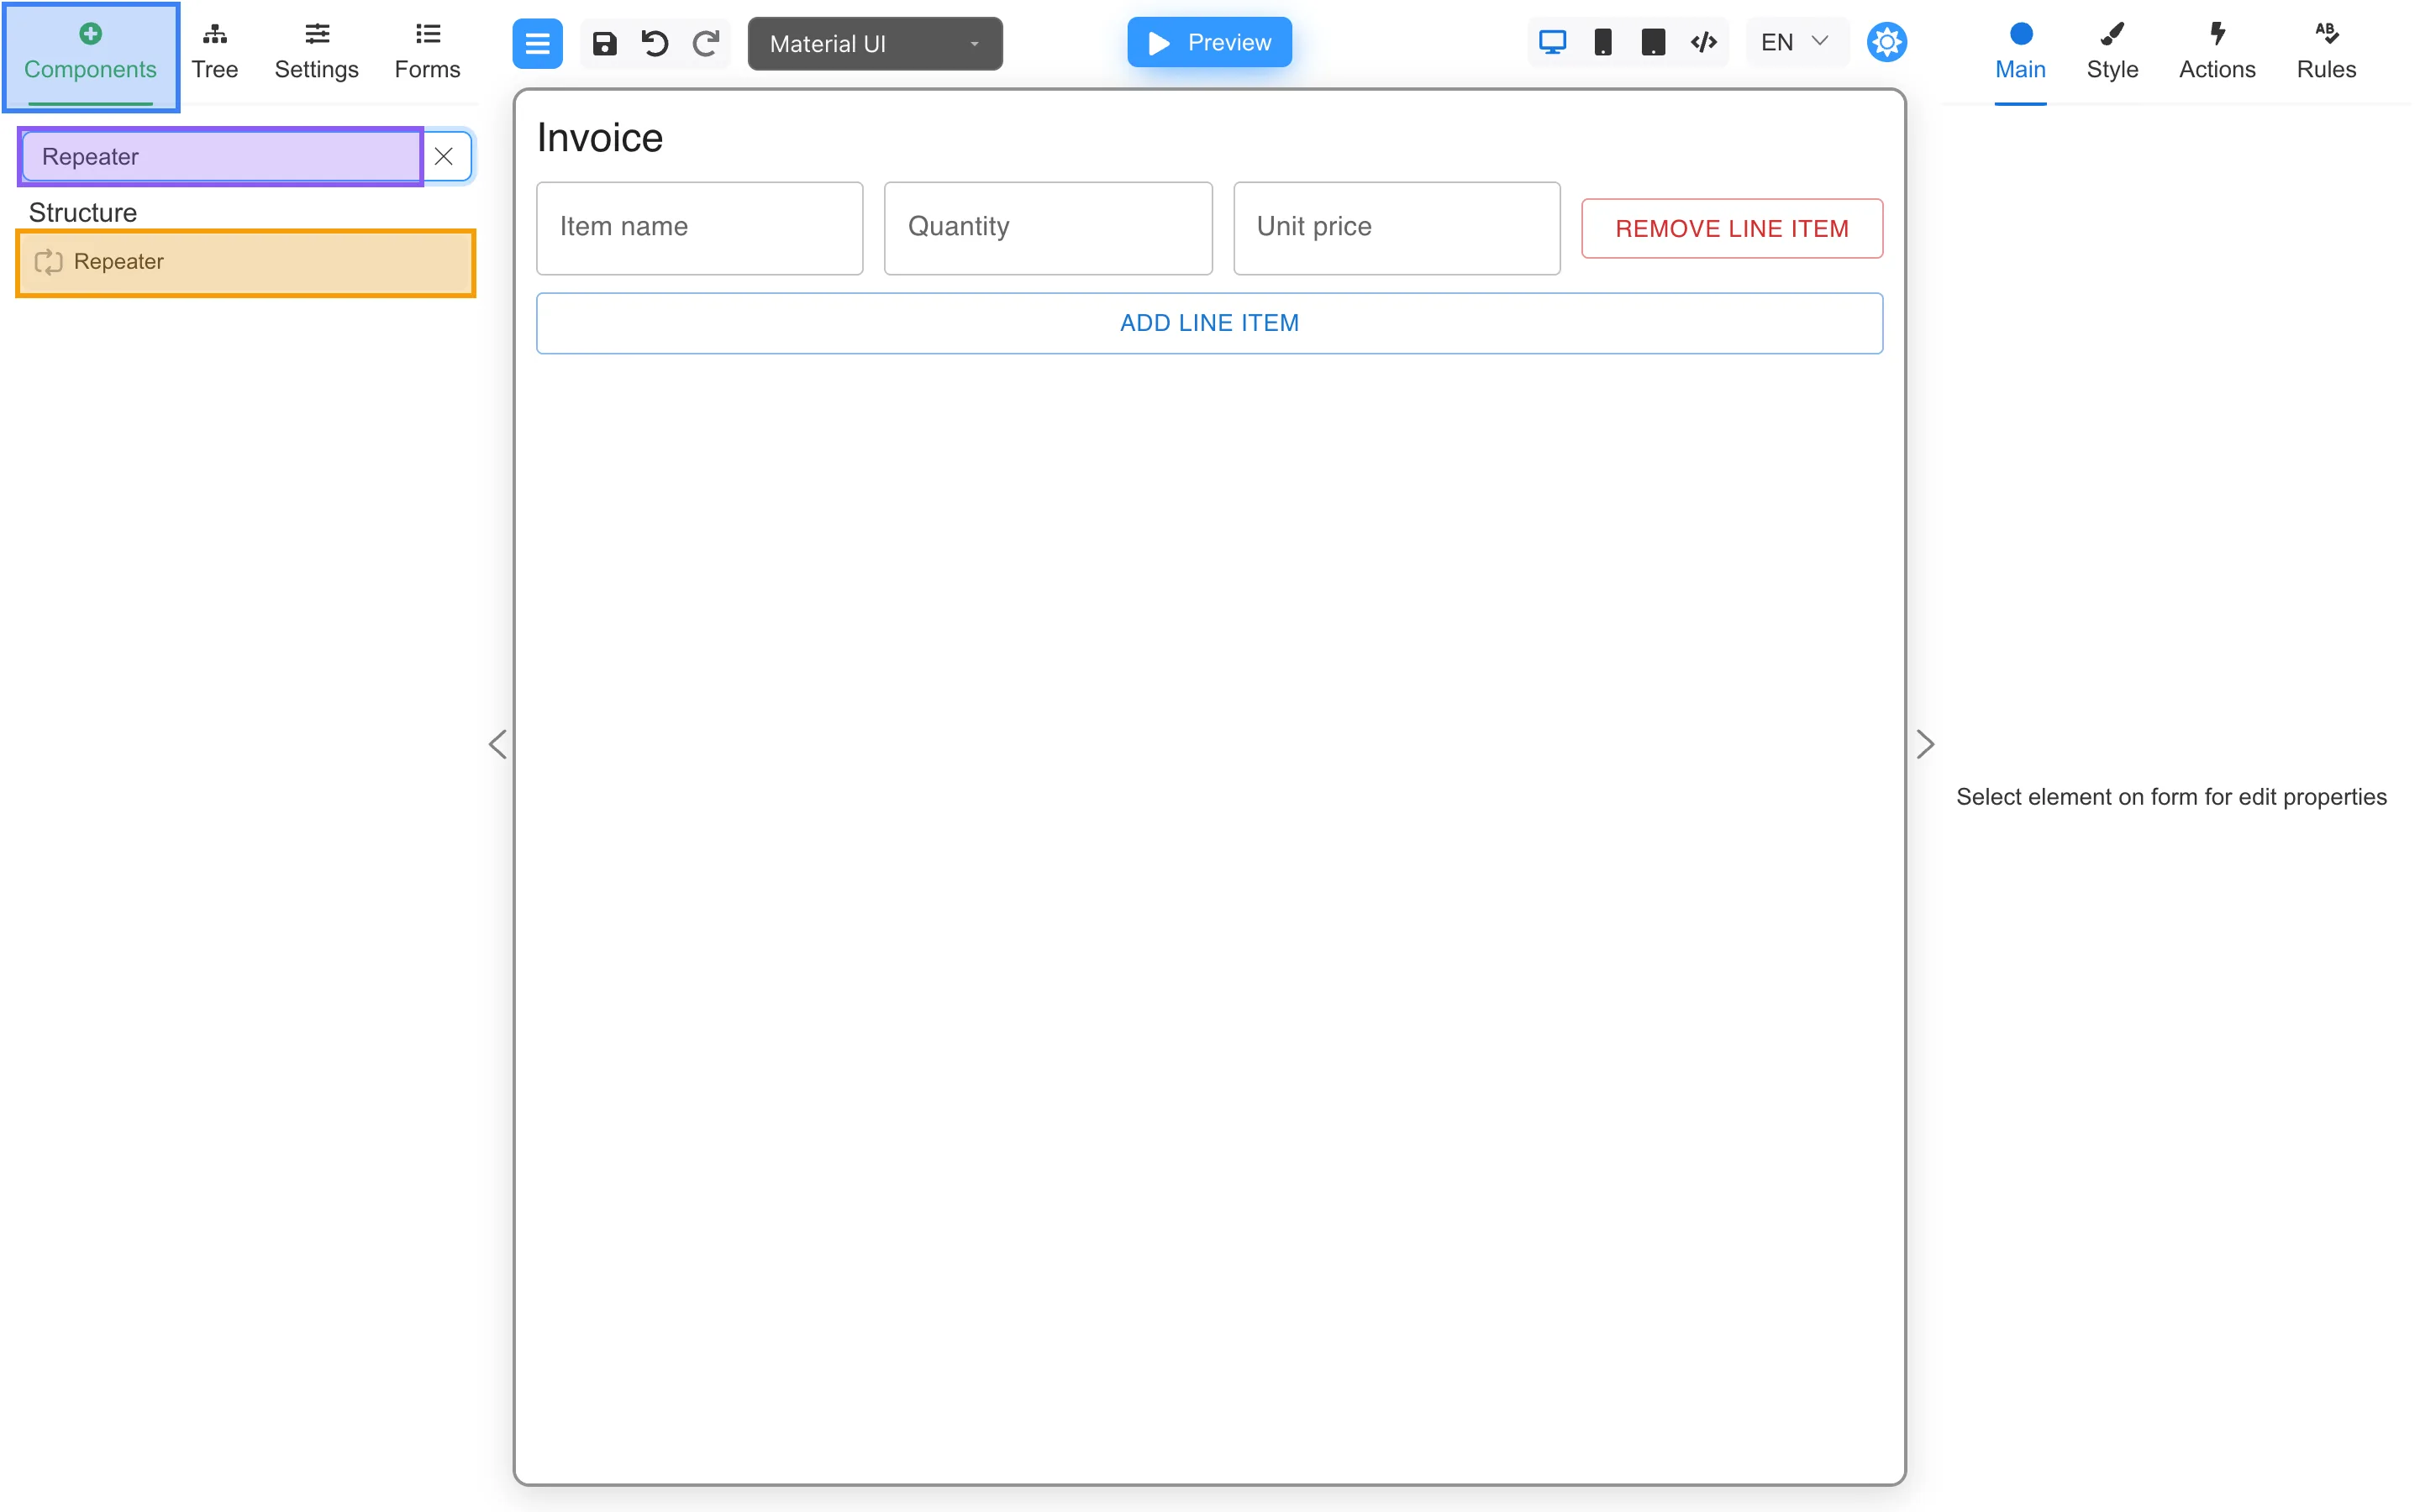 Components
Tree
Settings
Forms
Material UI
Preview
EN
Main
Style
Actions
AB
Rules
Repeater
Structure
Repeater
Invoice
Item name
Quantity
Unit price
REMOVE LINE ITEM
ADD LINE ITEM
Select element on form for edit properties